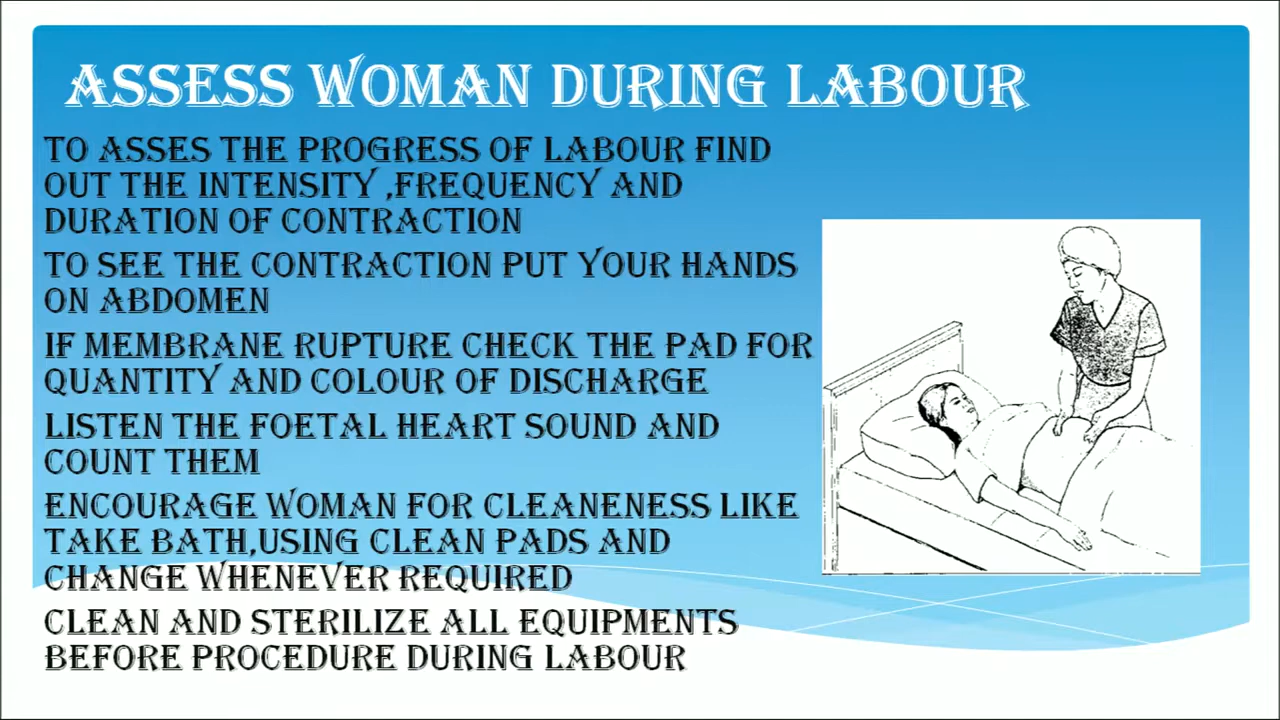 ASSESS WOMAN DURING LABOUR
TO ASSES THE PROGRESS OF LABOUR FIND
OUT THE INTENSITY ,FREQUENCY AND
DURATION OF CONTRACTION
TO SEE THE CONTRACTION PUT YOUR HANDS
ON ABDOMEN
IF MEMBRANE RUPTURE CHECK THE PAD FOR
QUANTITY AND COLOUR OF DISCHARGE
LISTEN THE FOETAL HEART SOUND AND
COUNT THEM
ENCOURAGE WOMAN FOR CLEANENESS LIKE
TAKE BATH,USING CLEAN PADS AND
CHANGE WHENEVER REQUIRED
CLEAN AND STERILIZE ALL EQUIPMENTS
BEFORE PROCEDURE DURING LABOUR